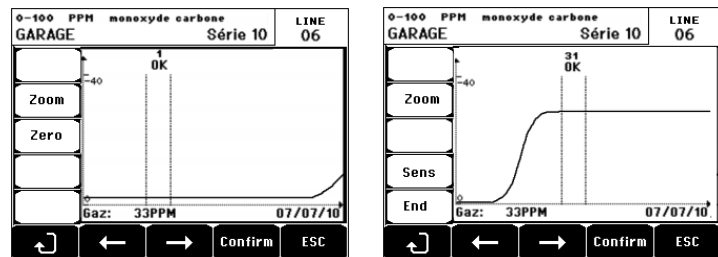 0-100 PPM monoxyde carbone
GARAGE Série 10
LINE
06
1
OK
-40
Zoom
Zero
0
Gaz: 33PPM 07/07/10
← → Confirm ESC
0-100 PPM monoxyde carbone
GARAGE Série 10
LINE
06
31
OK
-40
Zoom
Sens
End
0
Gaz: 33PPM 07/07/10
← → Confirm ESC